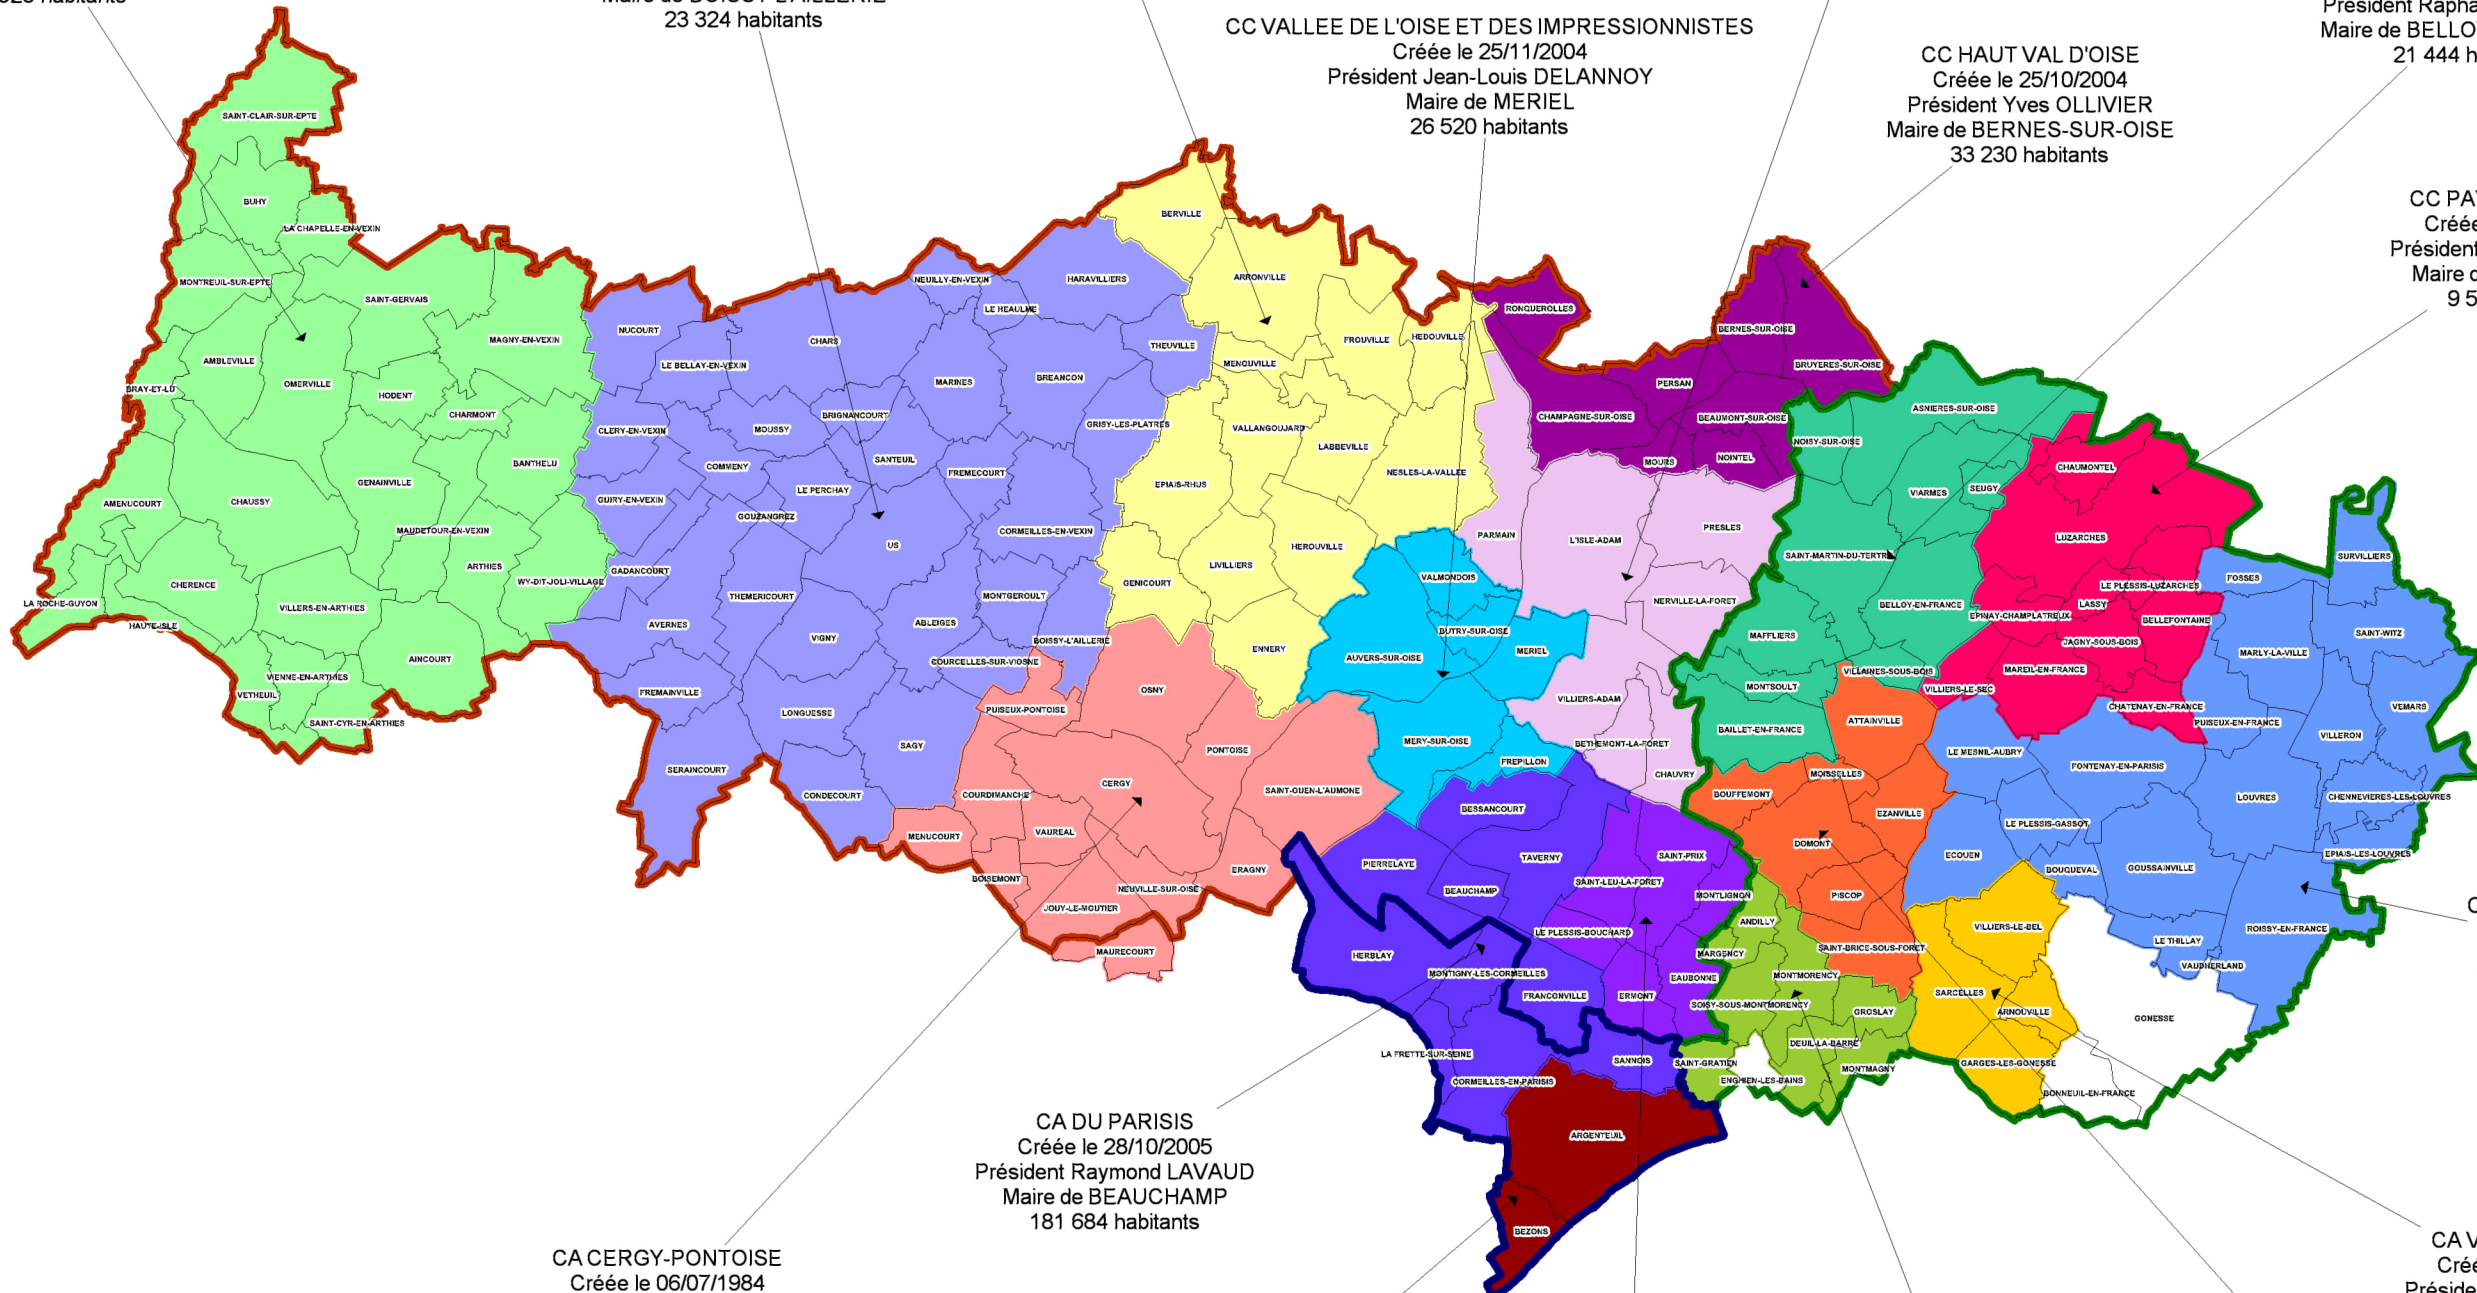 23 324 habitants
CC VALLEE DE L'OISE ET DES IMPRESSIONNISTES
Créée le 25/11/2004
Président Jean-Louis DELANNOY
Maire de MERIEL
26 520 habitants
CC HAUT VAL D'OISE
Créée le 25/10/2004
Président Yves OLLIVIER
Maire de BERNES-SUR-OISE
33 230 habitants
Maire de BELLO
21 444 h
CC PA
Créée
Président
Maire d
9 5
SAINT-CLAIR-SUR-EPTE
BUHY
LA CHAPELLE-EN-VEXIN
MONTREUIL-SUR-EPTE
SAINT-GERVAIS
MAGNY-EN-VEXIN
AMBLEVILLE
OMERVILLE
BRAY-ET-LU
HODENT
CHARMONT
BANTHELU
GENAINVILLE
AMENUCOURT
CHAUSSY
MAUDETOUR-EN-VEXIN
ARTHIES
WY-DIT-JOLI-VILLAGE
CHERENCE
LA ROCHE-GUYON
VILLERS-EN-ARTHIES
HAUTE-ISLE
AINCOURT
VIENNE-EN-ARTHIES
VETHEUIL
SAINT-CYR-EN-ARTHIES
NEUILLY-EN-VEXIN
HARAVILLIERS
LE HEAULME
NUCOURT
CHARS
THEUVILLE
LE BELLAY-EN-VEXIN
MARINES
BREANCON
BRIGNANCOURT
GRISY-LES-PLATRES
CLERY-EN-VEXIN
MOUSSY
COMMENY
SANTEUIL
FREMECOURT
LE PERCHAY
GUIRY-EN-VEXIN
GOUZANGREZ
CORMEILLES-EN-VEXIN
US
GADANCOURT
THEMERICOURT
MONTGEROULT
AVERNES
VIGNY
ABLEIGES
BOISSY-L'AILLERIE
COURCELLES-SUR-VIOSNE
FREMAINVILLE
LONGUESSE
SAGY
SERAINCOURT
CONDECOURT
BERVILLE
ARRONVILLE
MENOUVILLE
FROUVILLE
HEDOUVILLE
VALLANGOUJARD
LABBEVILLE
NESLES-LA-VALLEE
EPIAIS-RHUS
HEROUVILLE
LIVILLIERS
GENICOURT
ENNERY
RONQUEROLLES
BERNES-SUR-OISE
BRUYERES-SUR-OISE
PERSAN
CHAMPAGNE-SUR-OISE
BEAUMONT-SUR-OISE
MOURS
NOINTEL
PARMAIN
L'ISLE-ADAM
PRESLES
NERVILLE-LA-FORET
VILLIERS-ADAM
BETHEMONT-LA-FORET
CHAUVRY
VALMONDOIS
BUTRY-SUR-OISE
AUVERS-SUR-OISE
MERIEL
MERY-SUR-OISE
FREPILLON
ASNIERES-SUR-OISE
NOISY-SUR-OISE
VIARMES
SEUGY
SAINT-MARTIN-DU-TERTRE
BELLOY-EN-FRANCE
MAFFLIERS
VILLAINES-SOUS-BOIS
MONTSOULT
BAILLET-EN-FRANCE
CHAUMONTEL
LUZARCHES
LE PLESSIS-LUZARCHES
LASSY
EPINAY-CHAMPLATREUX
BELLEFONTAINE
JAGNY-SOUS-BOIS
MAREIL-EN-FRANCE
VILLIERS-LE-SEC
CHATENAY-EN-FRANCE
SURVILLIERS
FOSSES
SAINT-WITZ
MARLY-LA-VILLE
VEMARS
PUISEUX-EN-FRANCE
VILLERON
LE MESNIL-AUBRY
FONTENAY-EN-PARISIS
LOUVRES
CHENNEVIERES-LES-LOUVRES
LE PLESSIS-GASSOT
EPIAIS-LES-LOUVRES
ECOUEN
BOUQUEVAL
GOUSSAINVILLE
LE THILLAY
ROISSY-EN-FRANCE
VAUDHERLAND
ATTAINVILLE
MOISSELLES
BOUFFEMONT
EZANVILLE
DOMONT
PISCOP
SAINT-BRICE-SOUS-FORET
VILLIERS-LE-BEL
SARCELLES
ARNOUVILLE
GARGES-LES-GONESSE
GONESSE
BONNEUIL-EN-FRANCE
ANDILLY
MARGENCY
MONTMORENCY
SOISY-SOUS-MONTMORENCY
GROSLAY
DEUIL-LA-BARRE
SAINT-GRATIEN
ENGHIEN-LES-BAINS
MONTMAGNY
PUISEUX-PONTOISE
OSNY
PONTOISE
CERGY
COURDIMANCHE
SAINT-OUEN-L'AUMONE
MENUCOURT
VAUREAL
BOISEMONT
ERAGNY
NEUVILLE-SUR-OISE
JOUY-LE-MOUTIER
MAURECOURT
BESSANCOURT
PIERRELAYE
TAVERNY
BEAUCHAMP
SAINT-PRIX
SAINT-LEU-LA-FORET
MONTLIGNON
LE PLESSIS-BOUCHARD
HERBLAY
MONTIGNY-LES-CORMEILLES
FRANCONVILLE
ERMONT
EAUBONNE
LA FRETTE-SUR-SEINE
SANNOIS
CORMEILLES-EN-PARISIS
ARGENTEUIL
BEZONS
CA DU PARISIS
Créée le 28/10/2005
Président Raymond LAVAUD
Maire de BEAUCHAMP
181 684 habitants
CA CERGY-PONTOISE
Créée le 06/07/1984
CA V
Créé